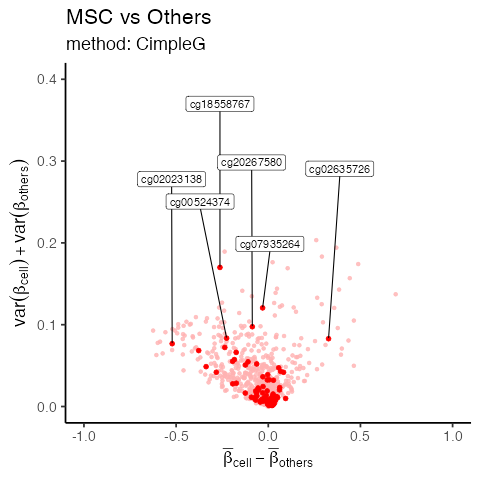 MSC vs Others
method: CimpleG
0.4
cg18558767
0.3
cg20267580
cg02635726
cg02023138
cg00524374
0.2
cg07935264
0.1
0.0
-1.0 -0.5 0.0 0.5 1.0
var(βcell) + var(βothers)
β̅cell − β̅others